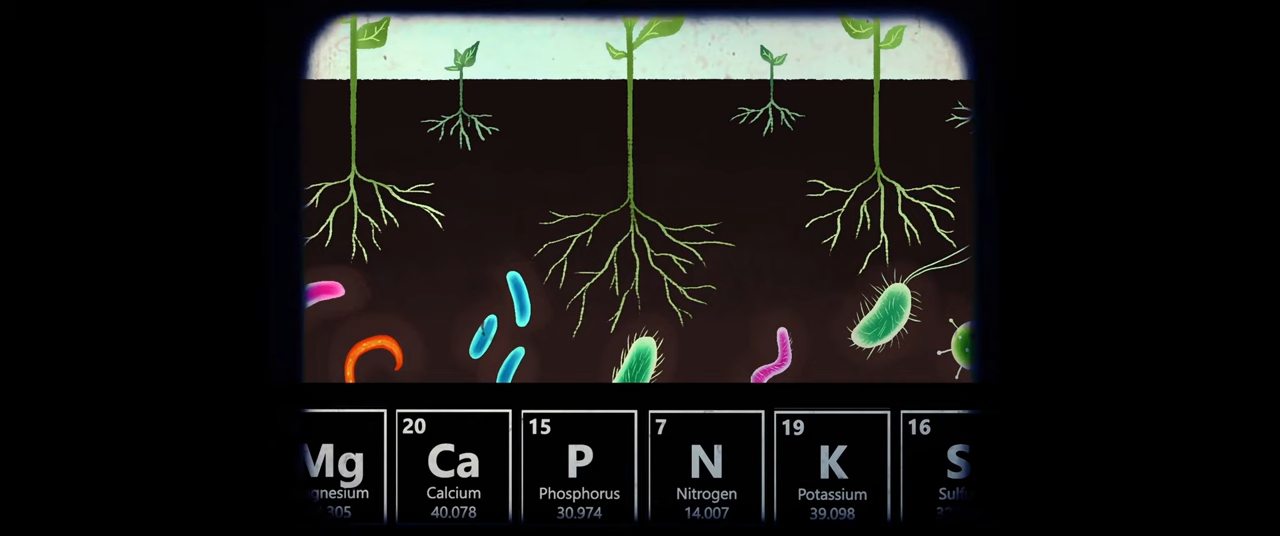 Mg
305
20
Ca
Calcium
40.078
15
P
Phosphorus
30.974
7
N
Nitrogen
14.007
19
K
Potassium
39.098
16
S